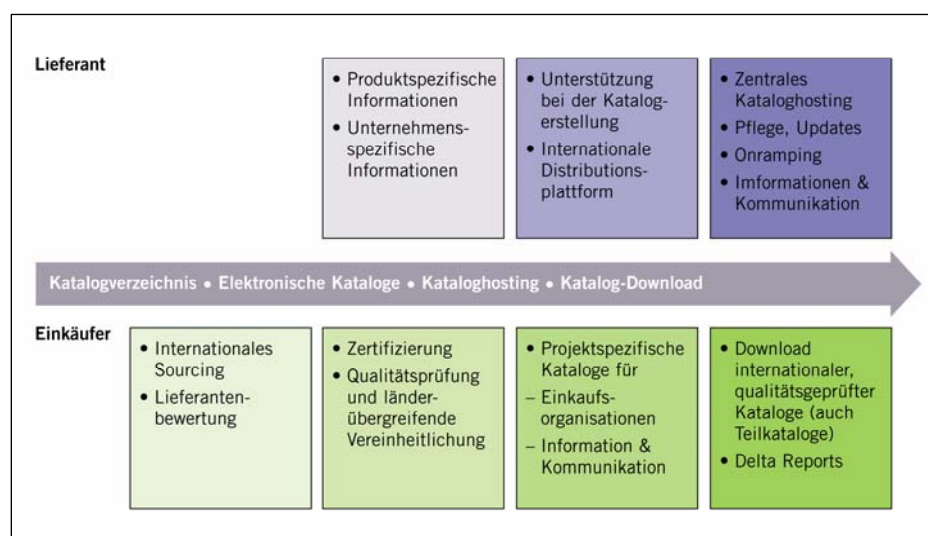 Lieferant
• Produktspezifische
Informationen
• Unternehmens-
spezifische
Informationen
• Unterstützung
bei der Katalog-
erstellung
• Internationale
Distributions-
plattform
• Zentrales
Kataloghosting
• Pflege, Updates
• Onramping
• Imformationen &
Kommunikation
Katalogverzeichnis • Elektronische Kataloge • Kataloghosting • Katalog-Download
Einkäufer
• Internationales
Sourcing
• Lieferanten-
bewertung
• Zertifizierung
• Qualitätsprüfung
und länder-
übergreifende
Vereinheitlichung
• Projektspezifische
Kataloge für
– Einkaufs-
organisationen
– Information &
Kommunikation
• Download
internationaler,
qualitätsgeprüfter
Kataloge (auch
Teilkataloge)
• Delta Reports